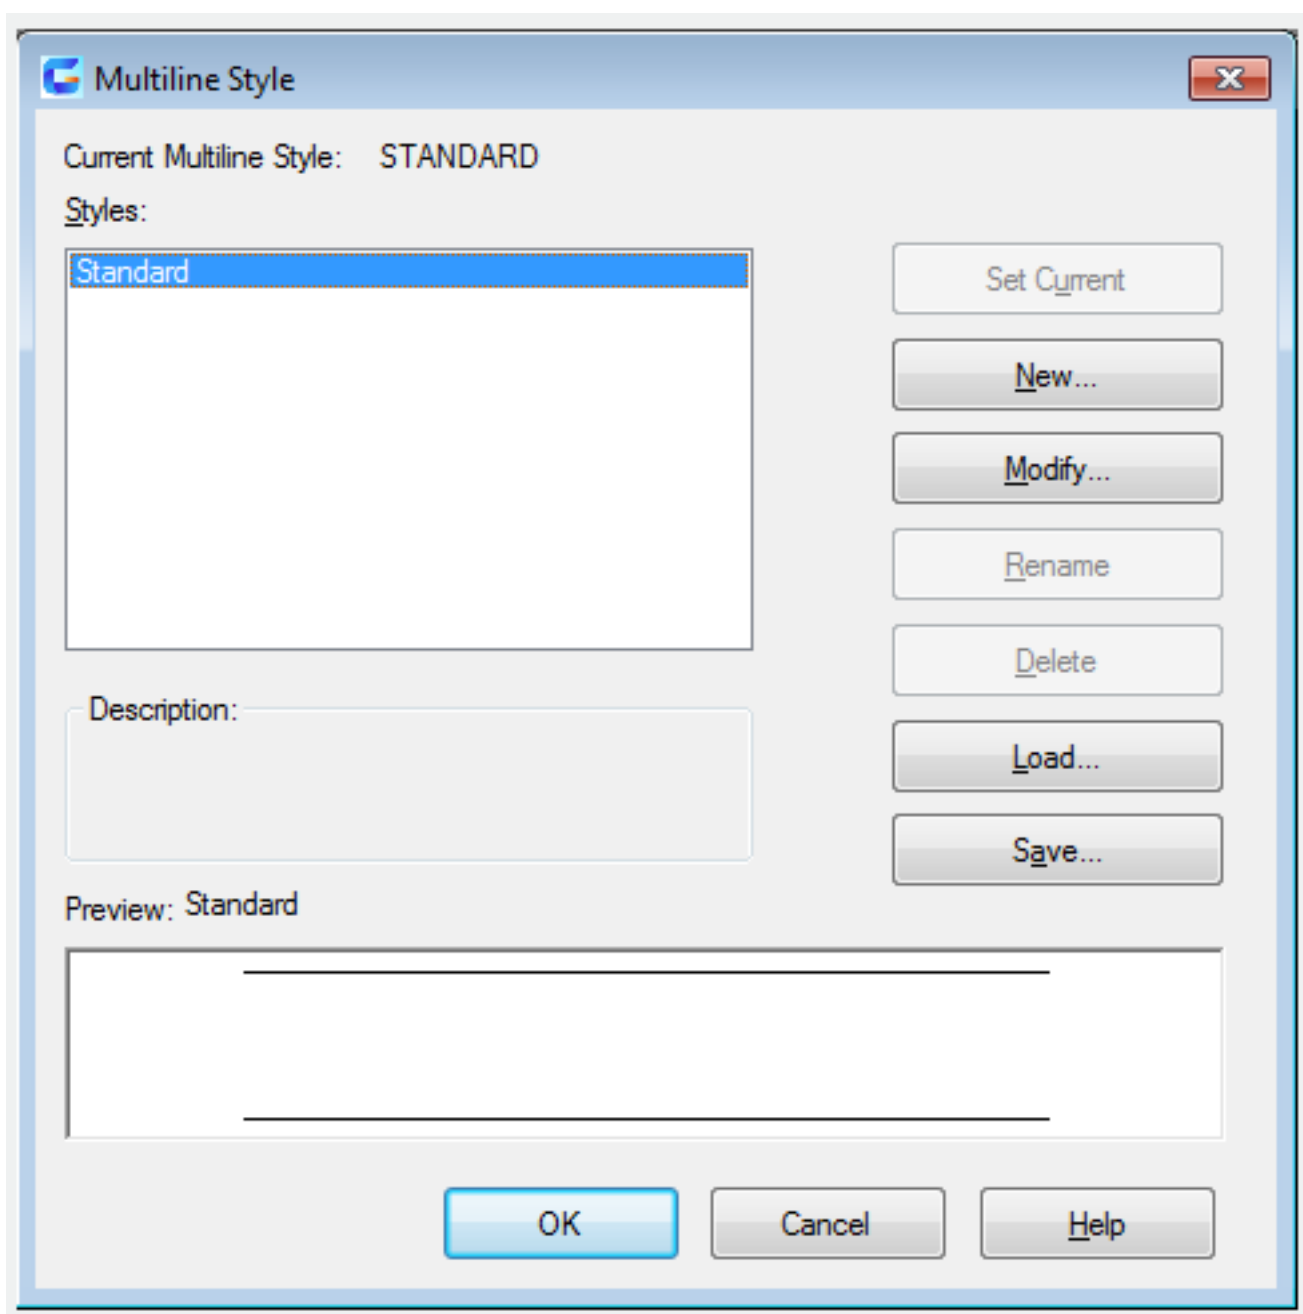 Multiline Style
Current Multiline Style: STANDARD
Styles:
Standard
Set Current
New...
Modify...
Rename
Delete
Load...
Save...
Description:
Preview: Standard
OK
Cancel
Help